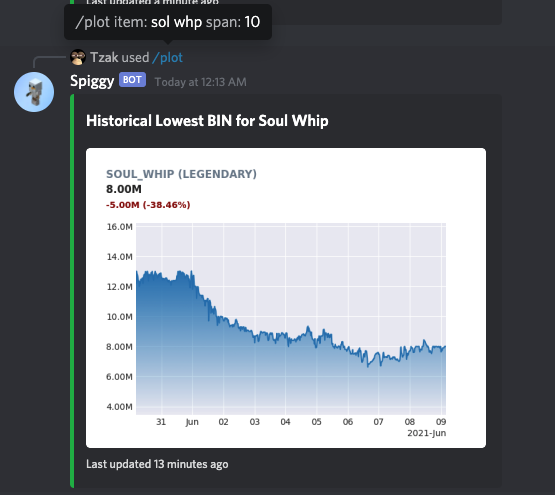 Last updated a minute ago
/plot item: sol whp span: 10
Tzak used /plot
Spiggy BOT Today at 12:13 AM
Historical Lowest BIN for Soul Whip
SOUL_WHIP (LEGENDARY)
8.00M
-5.00M (-38.46%)
16.0M
14.0M
12.0M
10.0M
8.00M
6.00M
4.00M
31 Jun 02 03 04 05 06 07 08 09
2021-Jun
Last updated 13 minutes ago